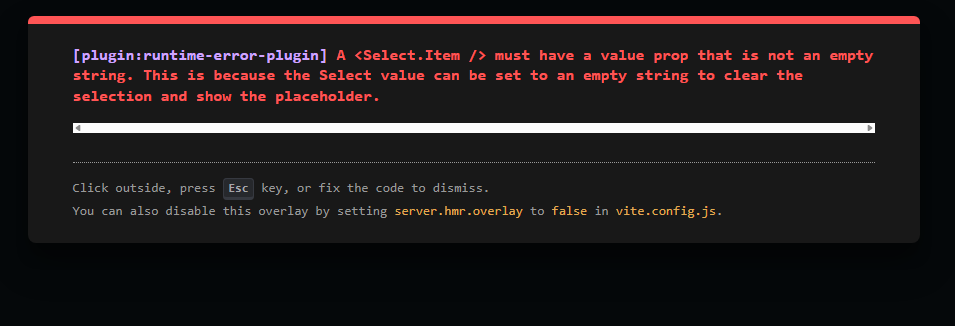 [plugin:runtime-error-plugin] A <Select.Item /> must have a value prop that is not an empty
string. This is because the Select value can be set to an empty string to clear the
selection and show the placeholder.
Click outside, press Esc key, or fix the code to dismiss.
You can also disable this overlay by setting server.hmr.overlay to false in vite.config.js.